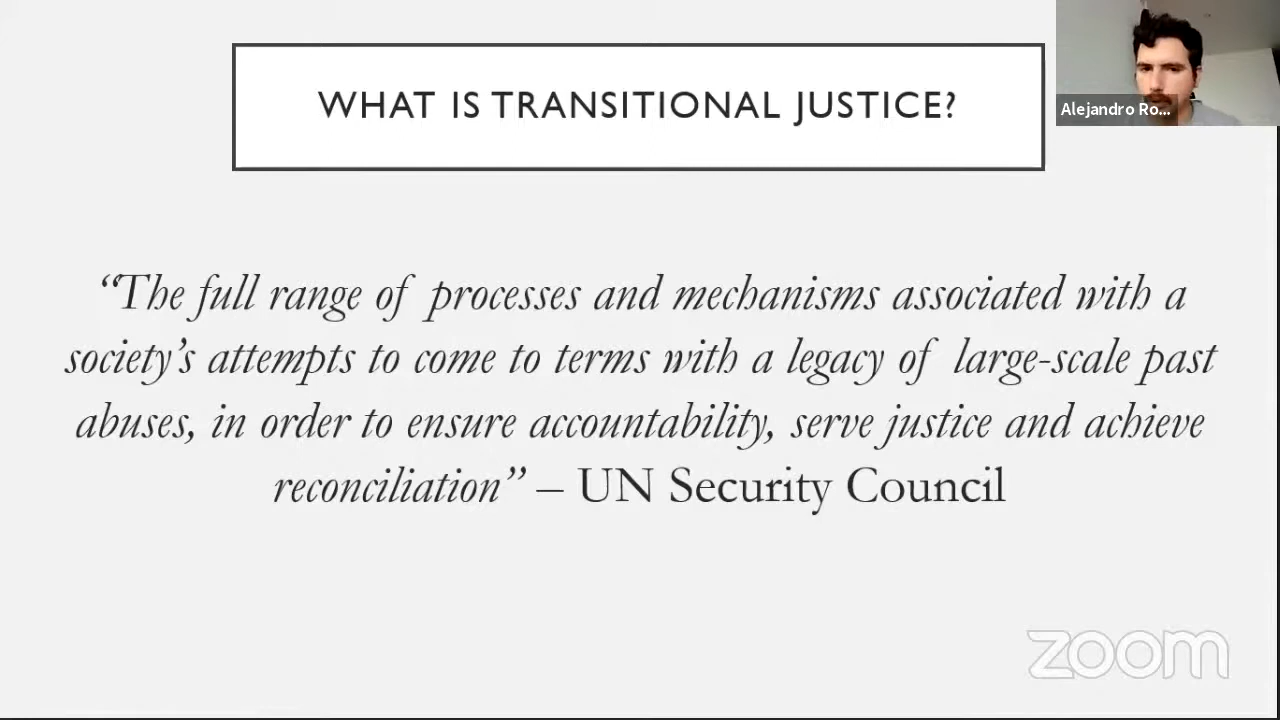 WHAT IS TRANSITIONAL JUSTICE?
Alejandro Ro...
“The full range of processes and mechanisms associated with a
society’s attempts to come to terms with a legacy of large-scale past
abuses, in order to ensure accountability, serve justice and achieve
reconciliation” – UN Security Council
zoom